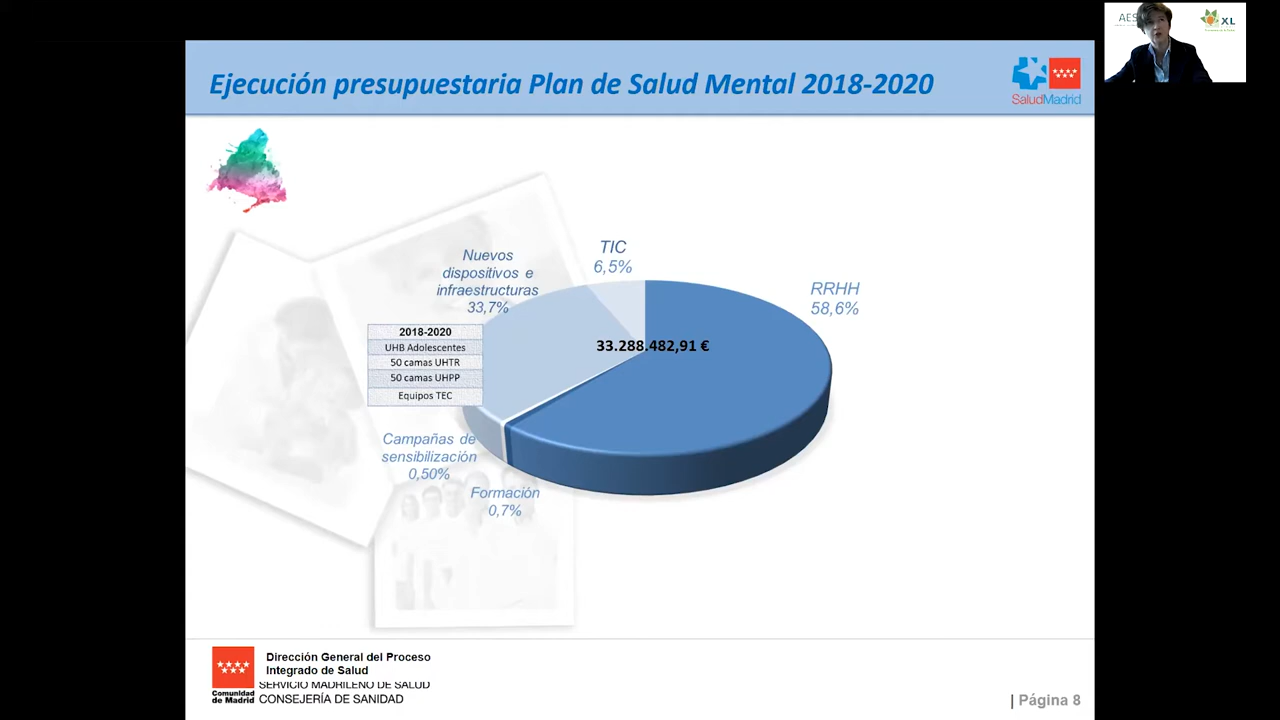 Ejecución presupuestaria Plan de Salud Mental 2018-2020
SaludMadrid
XL
TIC
6,5%
Nuevos
dispositivos e
infraestructuras
33,7%
RRHH
58,6%
33.288.482,91 €
2018-2020
UHB Adolescentes
50 camas UHTR
50 camas UHPP
Equipos TEC
Campañas de
sensibilización
0,50%
Formación
0,7%
Dirección General del Proceso
Integrado de Salud
SERVICIO MADRILEÑO DE SALUD
CONSEJERÍA DE SANIDAD
Comunidad
de Madrid
| Página 8